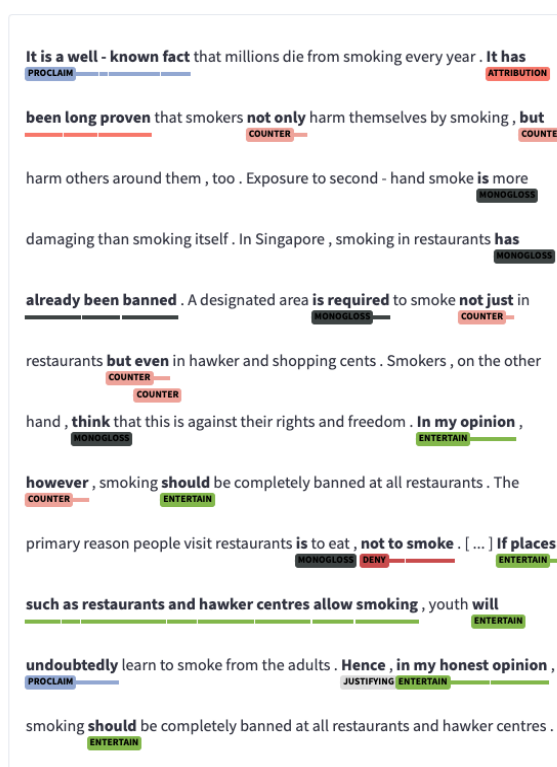 It is a well - known fact that millions die from smoking every year . It has
PROCLAIM ATTRIBUTION
been long proven that smokers not only harm themselves by smoking , but
COUNTER COUNTE
harm others around them , too . Exposure to second - hand smoke is more
MONOGLOSS
damaging than smoking itself . In Singapore , smoking in restaurants has
MONOGLOSS
already been banned . A designated area is required to smoke not just in
MONOGLOSS COUNTER
restaurants but even in hawker and shopping cents . Smokers , on the other
COUNTER
COUNTER
hand , think that this is against their rights and freedom . In my opinion ,
MONOGLOSS ENTERTAIN
however , smoking should be completely banned at all restaurants . The
COUNTER ENTERTAIN
primary reason people visit restaurants is to eat , not to smoke . [ ... ] If places
MONOGLOSS DENY ENTERTAIN
such as restaurants and hawker centres allow smoking , youth will
ENTERTAIN
undoubtedly learn to smoke from the adults . Hence , in my honest opinion ,
PROCLAIM JUSTIFYING ENTERTAIN
smoking should be completely banned at all restaurants and hawker centres .
ENTERTAIN